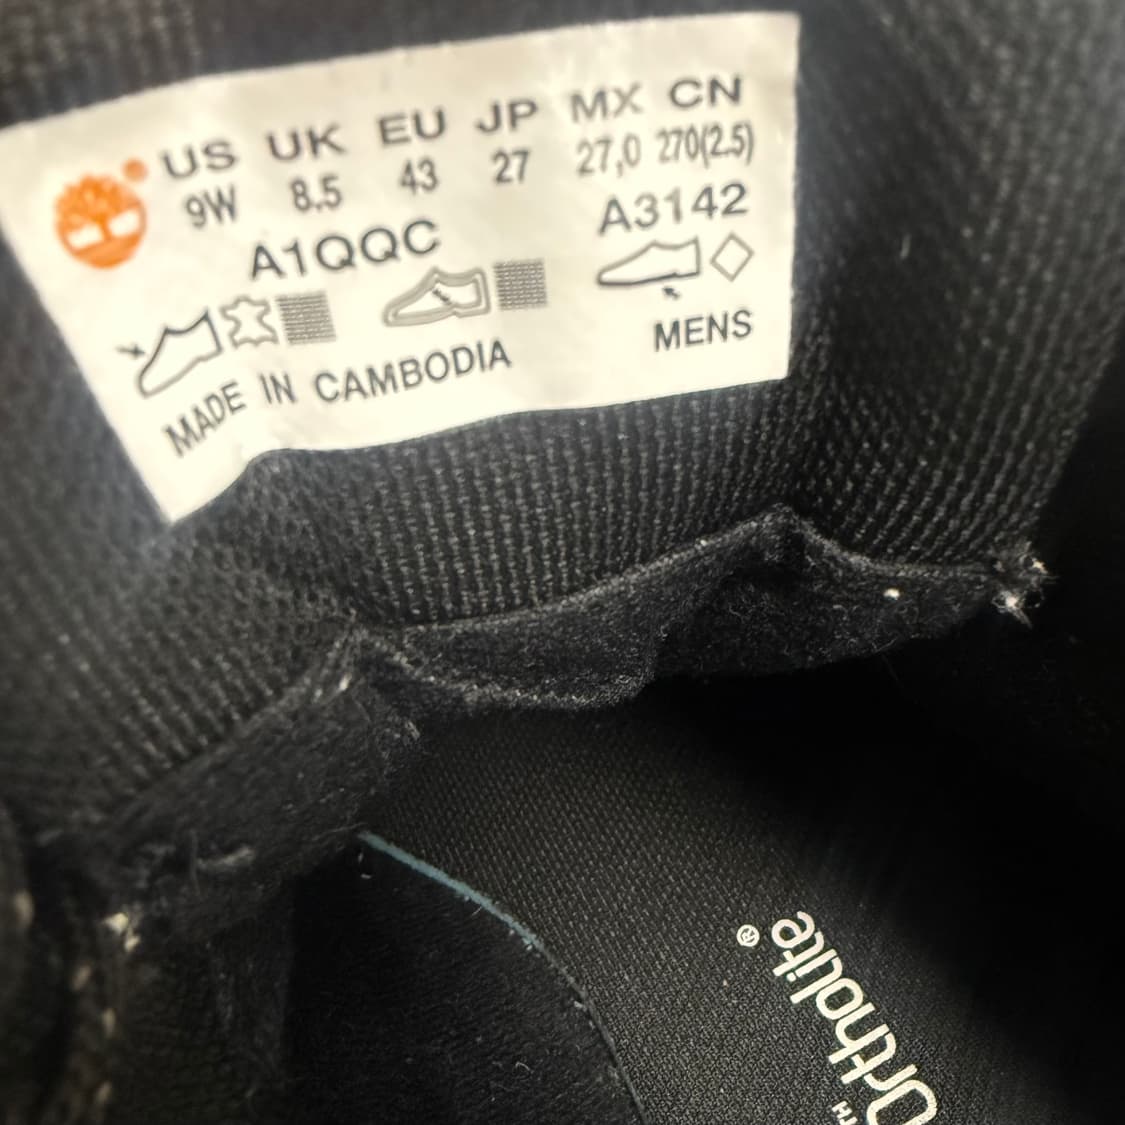 US UK EU JP MX CN
9W 8.5 43 27 27,0 270(2.5)
A1QQC A3142
MENS
MADE IN CAMBODIA
Ortholite®
TM